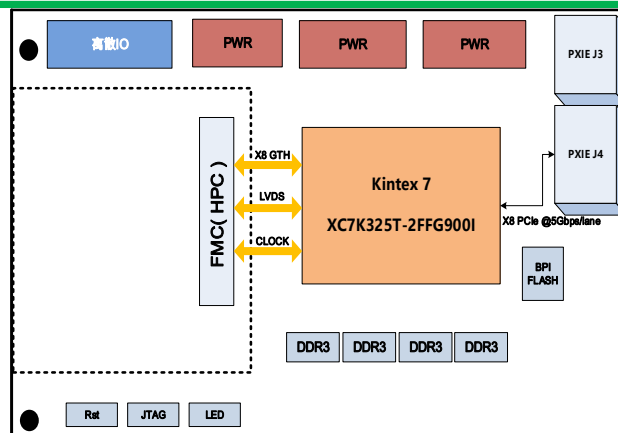 离散IO
PWR
PWR
PWR
PXIE J3
PXIE J4
FMC( HPC )
X8 GTH
LVDS
CLOCK
Kintex 7
XC7K325T-2FFG900I
X8 PCIe @5Gbps/lane
BPI
FLASH
DDR3
DDR3
DDR3
DDR3
Rst
JTAG
LED